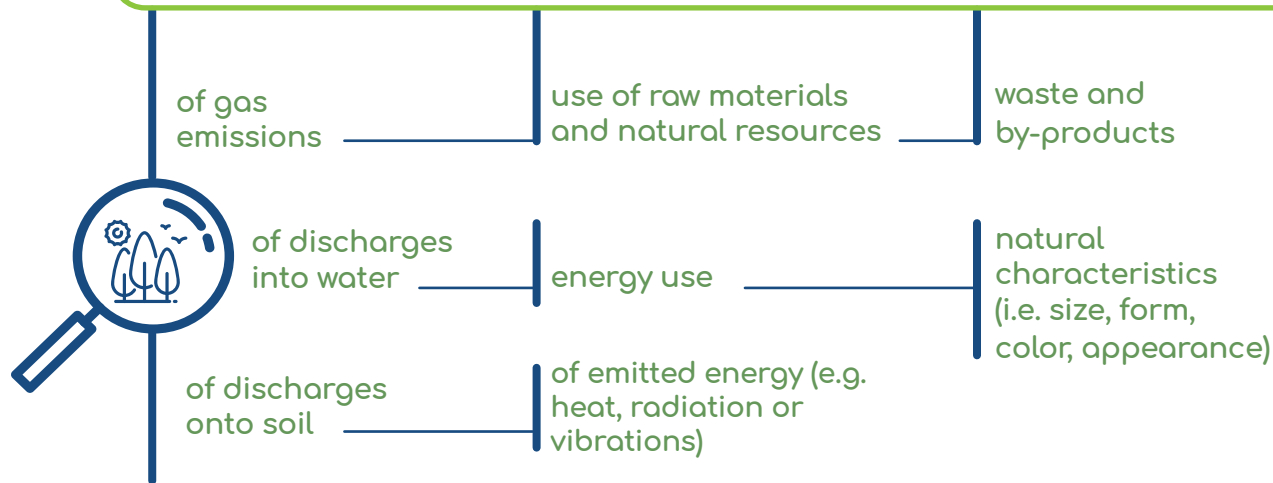 of gas
emissions
use of raw materials
and natural resources
waste and
by-products
of discharges
into water
energy use
natural
characteristics
(i.e. size, form,
color, appearance)
of discharges
onto soil
of emitted energy (e.g.
heat, radiation or
vibrations)